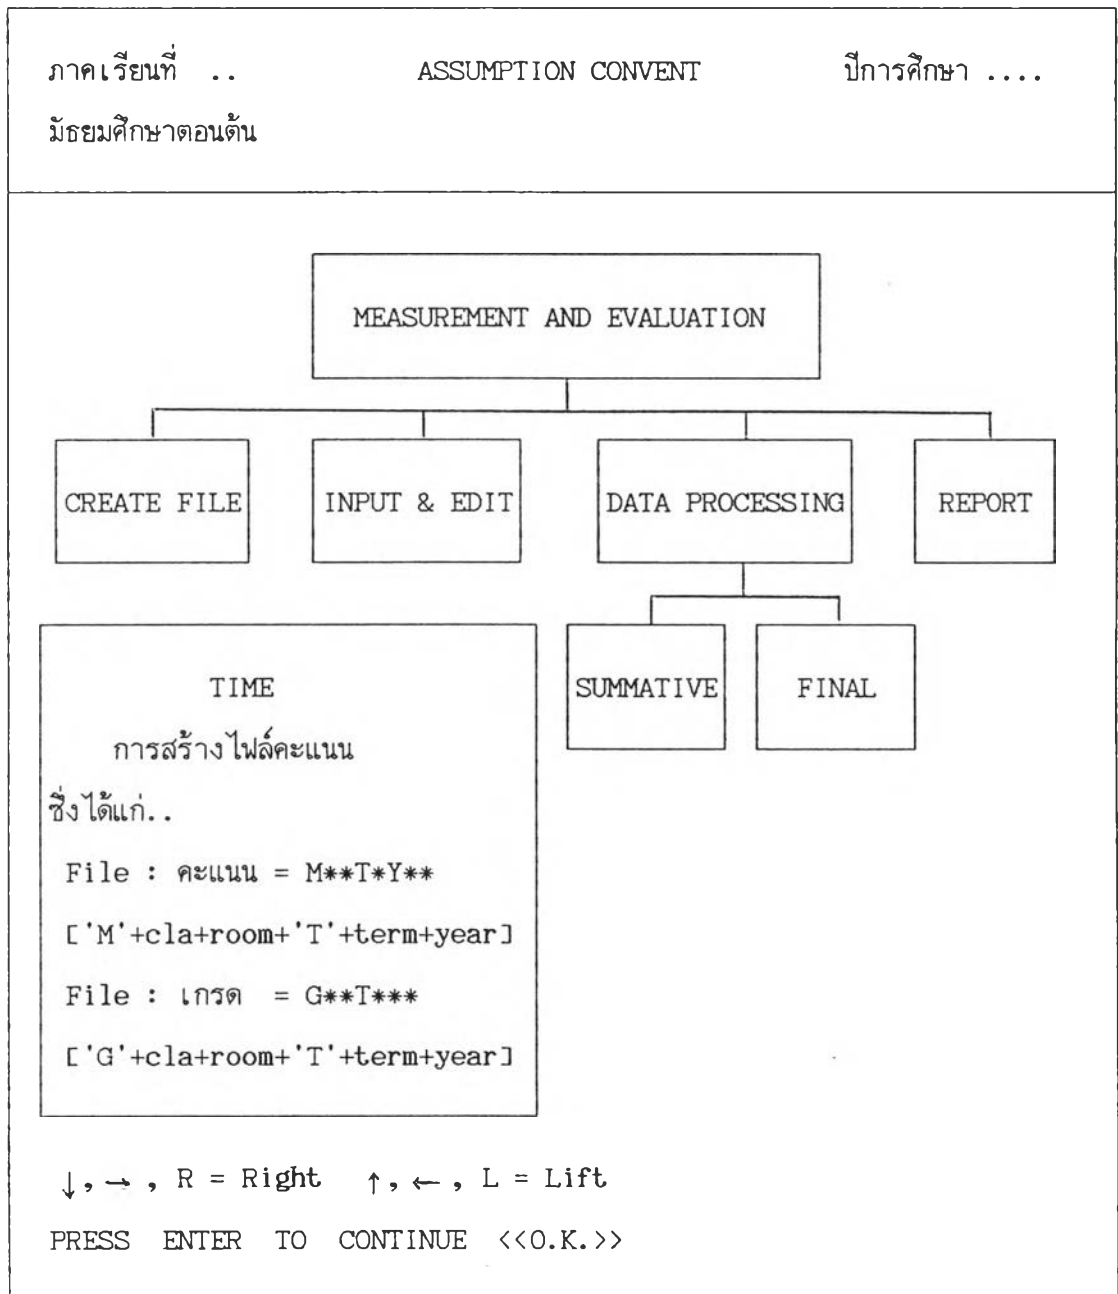 ภาคเรียนที่ .. ASSUMPTION CONVENT ปีการศึกษา ....
มัธยมศึกษาตอนต้น
MEASUREMENT AND EVALUATION
CREATE FILE INPUT & EDIT DATA PROCESSING REPORT
SUMMATIVE FINAL
TIME
การสร้างไฟล์คะแนน
ซึ่งได้แก่..
File : คะแนน = M**T*Y**
['M'+cla+room+'T'+term+year]
File : เกรด = G**T***
['G'+cla+room+'T'+term+year]
↓, → , R = Right ↑, ← , L = Lift
PRESS ENTER TO CONTINUE <<O.K.>>